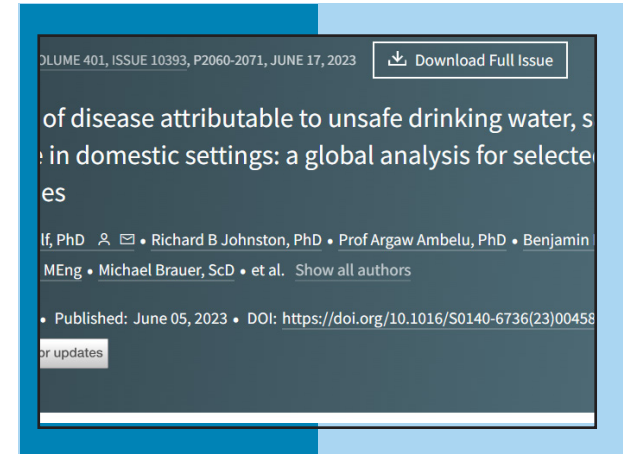 OLUME 401, ISSUE 10393, P2060-2071, JUNE 17, 2023 Download Full Issue
of disease attributable to unsafe drinking water, s
in domestic settings: a global analysis for selecte
es
lf, PhD • Richard B Johnston, PhD • Prof Argaw Ambelu, PhD • Benjamin
MEng • Michael Brauer, ScD • et al. Show all authors
• Published: June 05, 2023 • DOI: https://doi.org/10.1016/S0140-6736(23)00458
or updates